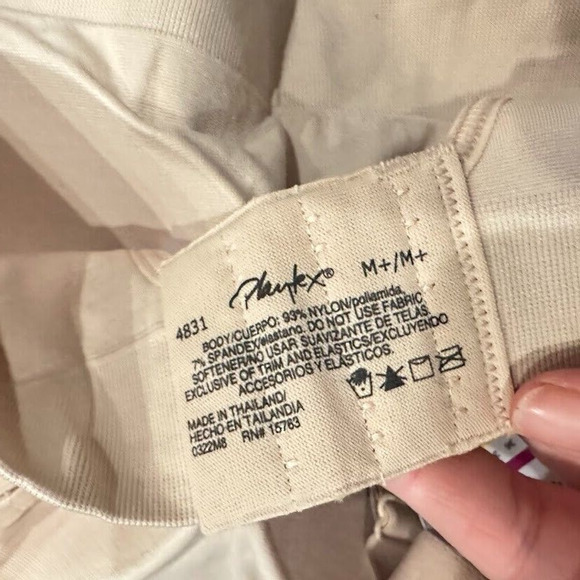 Playtex® M+/M+
4831
BODY/CUERPO: 93% NYLON/poliamida
7% SPANDEX/elastano. DO NOT USE FABRIC
SOFTENER/NO USAR SUAVIZANTE DE TELAS.
EXCLUSIVE OF TRIM AND ELASTICS/EXCLUYENDO
ACCESORIOS Y ELÁSTICOS.
MADE IN THAILAND/
HECHO EN TAILANDIA
0322M8 RN# 15763